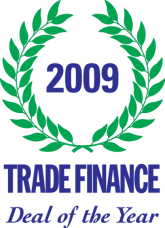 2009
TRADE FINANCE
Deal of the Year